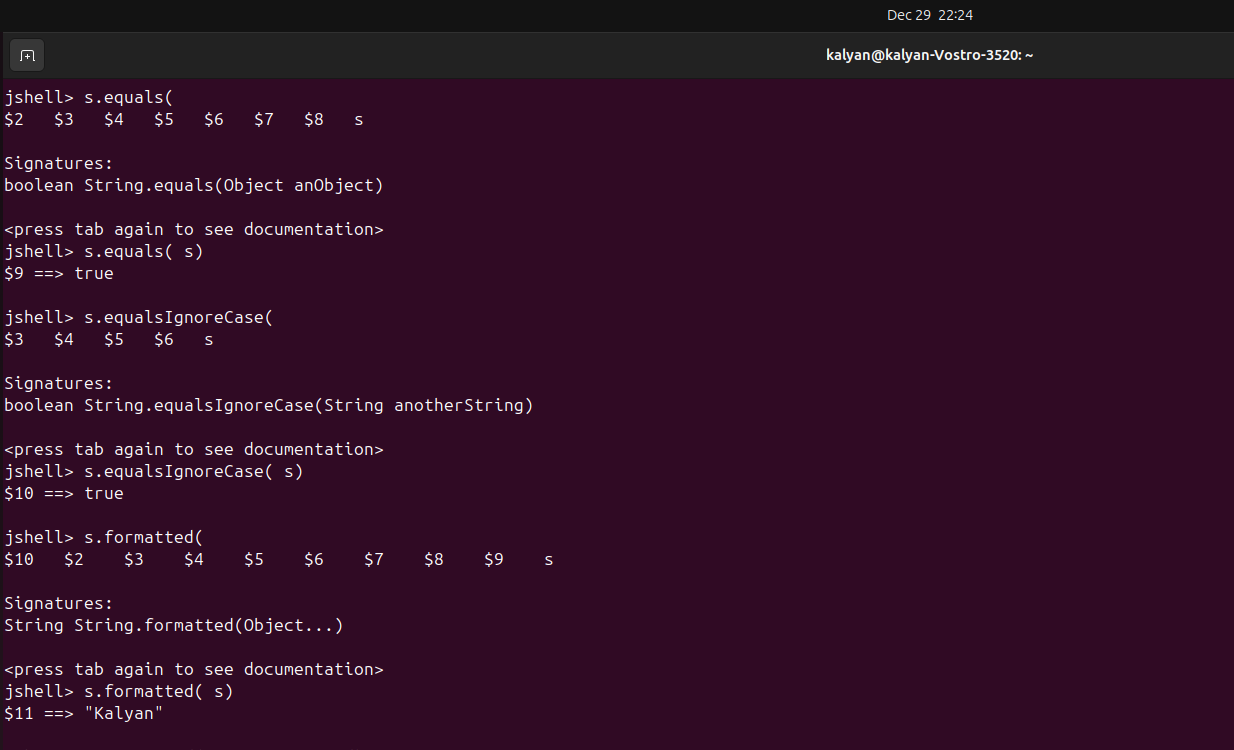 Dec 29 22:24
kalyan@kalyan-Vostro-3520: ~
jshell> s.equals(
$2 $3 $4 $5 $6 $7 $8 s
Signatures:
boolean String.equals(Object anObject)
<press tab again to see documentation>
jshell> s.equals( s)
$9 ==> true
jshell> s.equalsIgnoreCase(
$3 $4 $5 $6 s
Signatures:
boolean String.equalsIgnoreCase(String anotherString)
<press tab again to see documentation>
jshell> s.equalsIgnoreCase( s)
$10 ==> true
jshell> s.formatted(
$10 $2 $3 $4 $5 $6 $7 $8 $9 s
Signatures:
String String.formatted(Object...)
<press tab again to see documentation>
jshell> s.formatted( s)
$11 ==> "Kalyan"